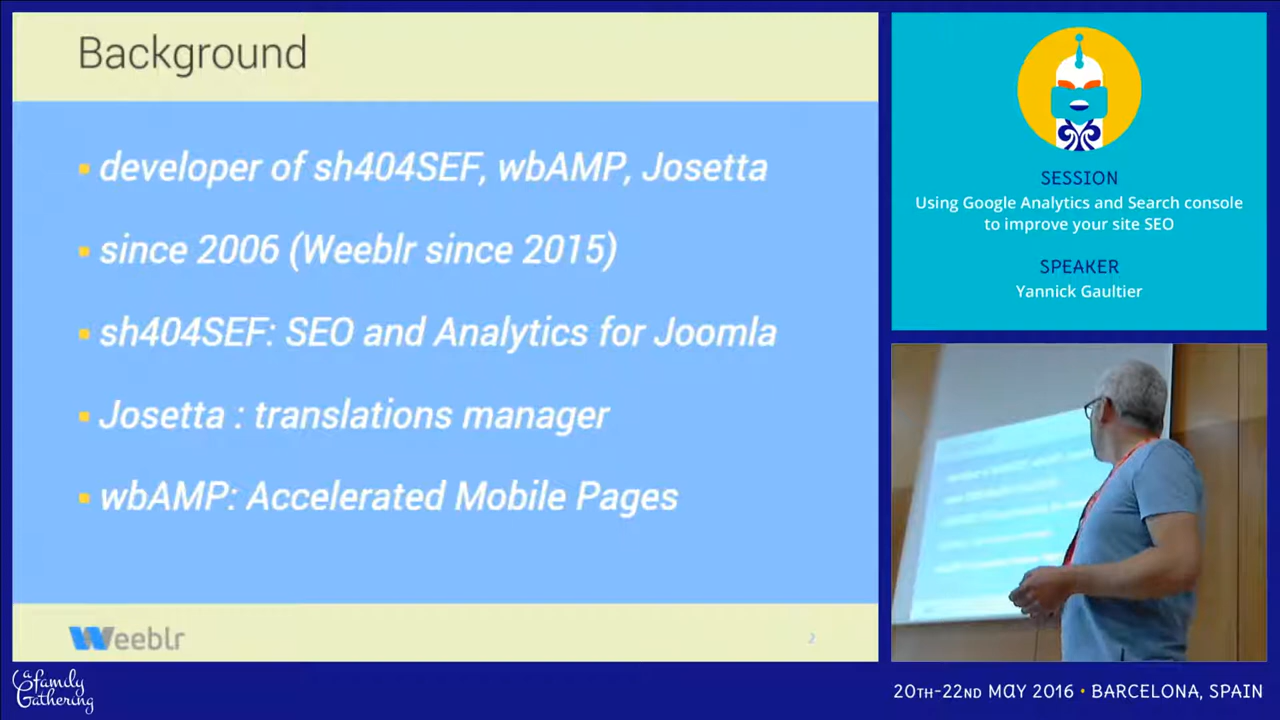 Background
developer of sh404SEF, wbAMP, Josetta
since 2006 (Weeblr since 2015)
sh404SEF: SEO and Analytics for Joomla
Josetta : translations manager
wbAMP: Accelerated Mobile Pages
Weeblr
2
SESSION
Using Google Analytics and Search console
to improve your site SEO
SPEAKER
Yannick Gaultier
a family
Gathering
20TH-22ND MAY 2016 • BARCELONA, SPAIN